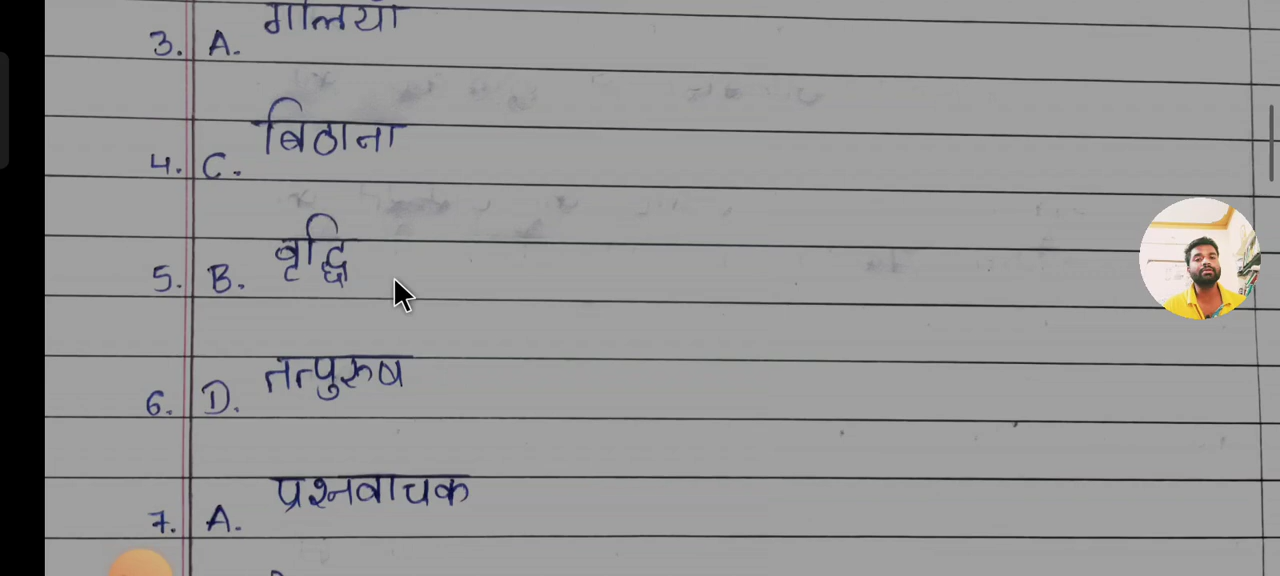 3. A. गलियाँ
4. C. बिठाना
5. B. बृद्धि
6. D. तत्पुरुष
7. A. प्रश्नवाचक